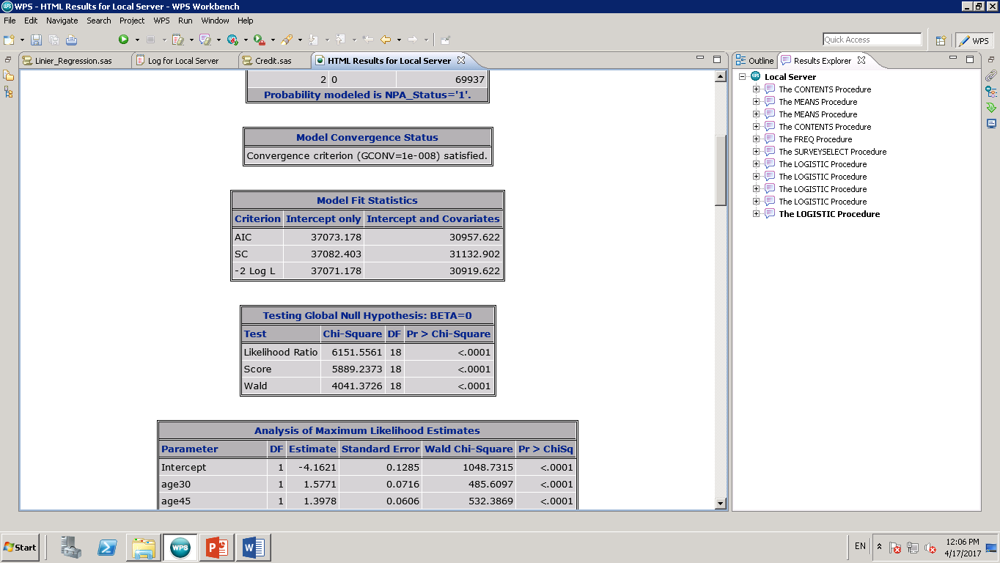 WPS - HTML Results for Local Server - WPS Workbench
File Edit Navigate Search Project WPS Run Window Help
Quick Access
WPS
Linier_Regression.sas Log for Local Server Credit.sas HTML Results for Local Server
2 0 69937
Probability modeled is NPA_Status='1'.
Model Convergence Status
Convergence criterion (GCONV=1e-008) satisfied.
Model Fit Statistics
Criterion Intercept only Intercept and Covariates
AIC 37073.178 30957.622
SC 37082.403 31132.902
-2 Log L 37071.178 30919.622
Testing Global Null Hypothesis: BETA=0
Test Chi-Square DF Pr > Chi-Square
Likelihood Ratio 6151.5561 18 <.0001
Score 5889.2373 18 <.0001
Wald 4041.3726 18 <.0001
Analysis of Maximum Likelihood Estimates
Parameter DF Estimate Standard Error Wald Chi-Square Pr > ChiSq
Intercept 1 -4.1621 0.1285 1048.7315 <.0001
age30 1 1.5771 0.0716 485.6097 <.0001
age45 1 1.3978 0.0606 532.3869 <.0001
Outline Results Explorer
Local Server
The CONTENTS Procedure
The MEANS Procedure
The MEANS Procedure
The CONTENTS Procedure
The FREQ Procedure
The SURVEYSELECT Procedure
The LOGISTIC Procedure
The LOGISTIC Procedure
The LOGISTIC Procedure
The LOGISTIC Procedure
The LOGISTIC Procedure
Start
WPS
EN
12:06 PM
4/17/2017